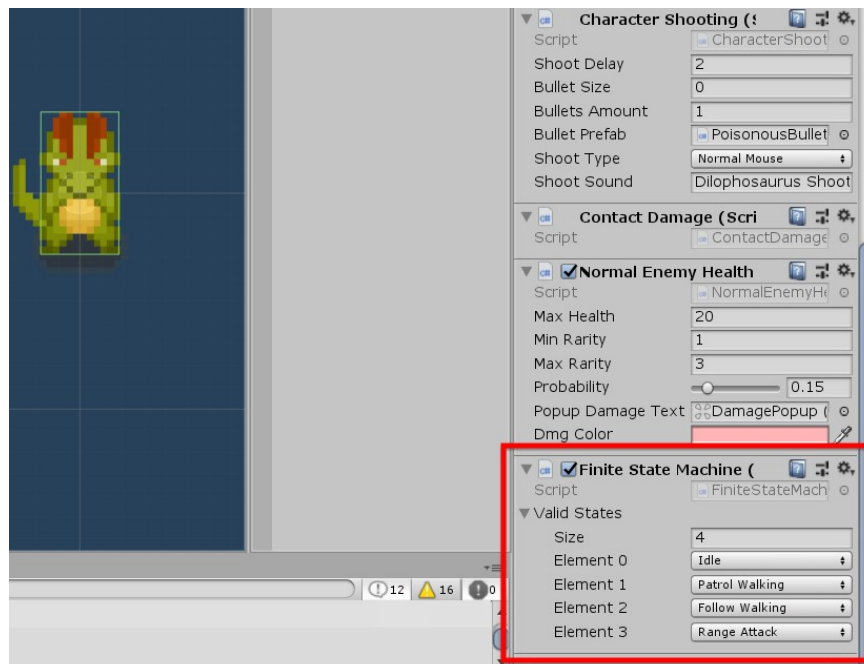 Character Shooting (S
Script CharacterShoot
Shoot Delay 2
Bullet Size 0
Bullets Amount 1
Bullet Prefab PoisonousBullet
Shoot Type Normal Mouse
Shoot Sound Dilophosaurus Shoot
Contact Damage (Scri
Script ContactDamage
Normal Enemy Health
Script NormalEnemyHe
Max Health 20
Min Rarity 1
Max Rarity 3
Probability 0.15
Popup Damage Text DamagePopup (
Dmg Color
Finite State Machine (
Script FiniteStateMach
Valid States
Size 4
Element 0 Idle
Element 1 Patrol Walking
Element 2 Follow Walking
Element 3 Range Attack
12 16 0